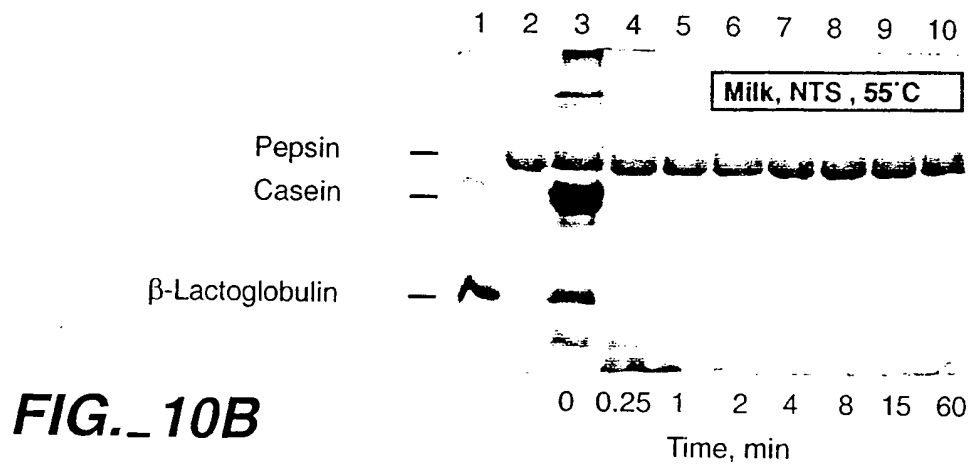 1 2 3 4 5 6 7 8 9 10
Milk, NTS , 55°C
Pepsin
Casein
β-Lactoglobulin
0 0.25 1 2 4 8 15 60
Time, min
FIG._10B